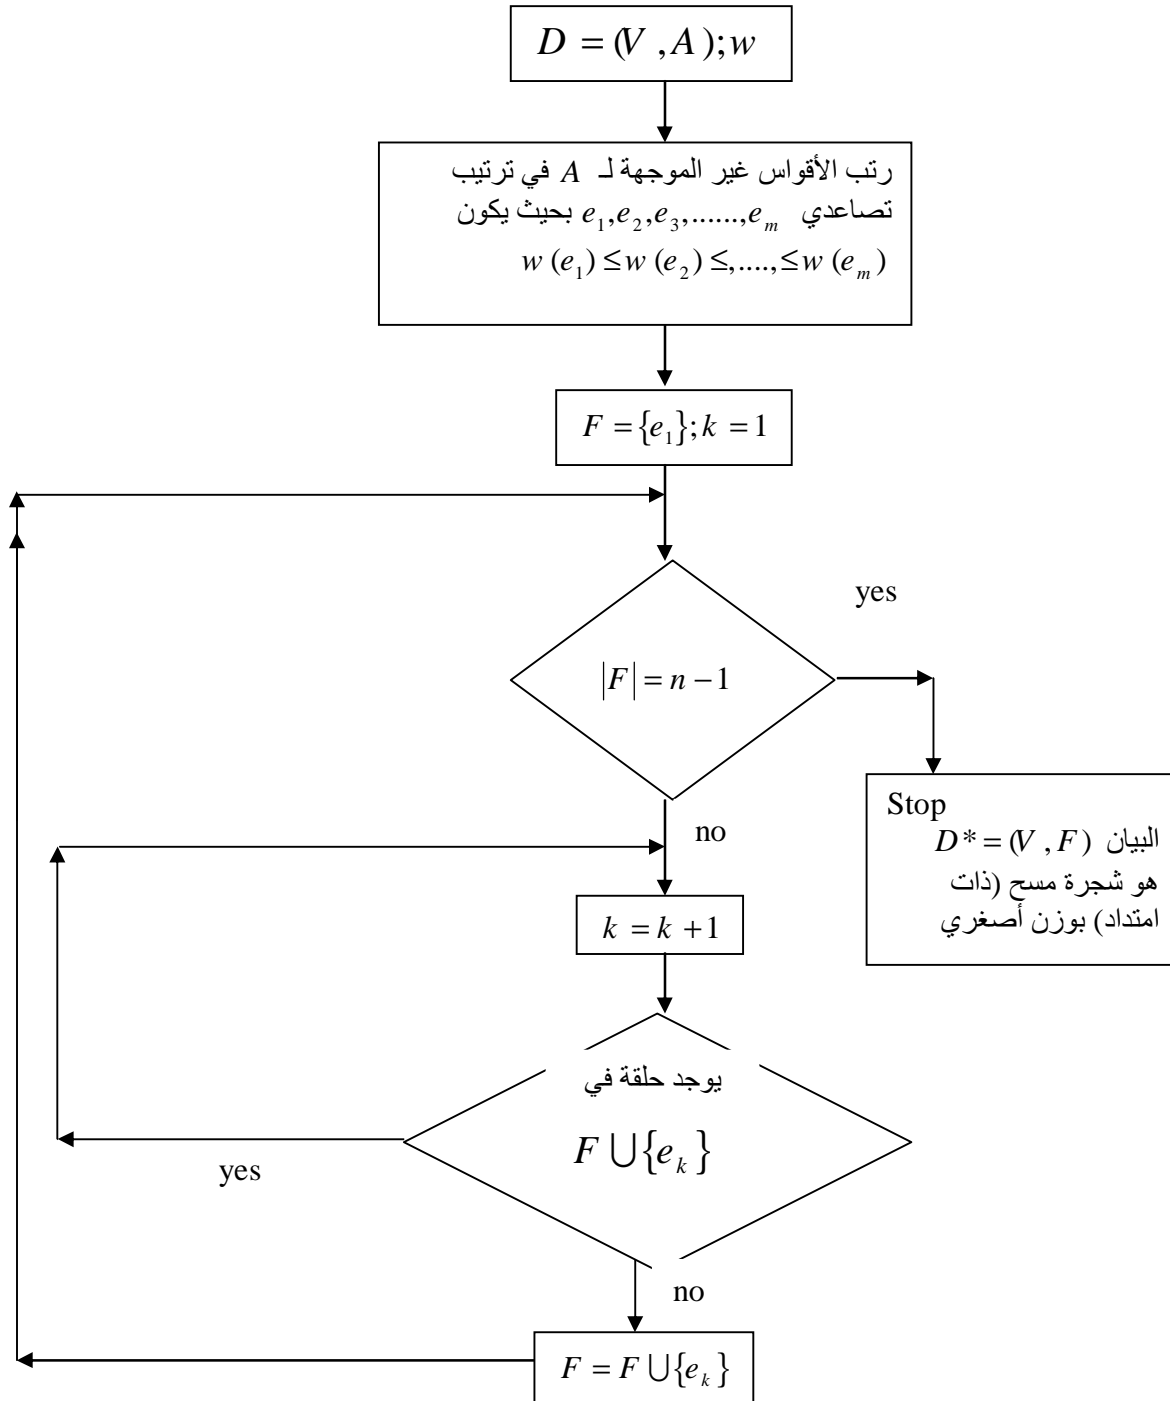 D = (V , A);w
رتب الأقواس غير الموجهة لـ A في ترتيب
تصاعدي e₁,e₂,e₃,......,eₘ بحيث يكون
w (e₁) ≤ w (e₂) ≤,....,≤ w (eₘ)
F = {e₁}; k = 1
yes
|F| = n − 1
no
Stop
البيان D* = (V , F)
هو شجرة مسح (ذات
امتداد) بوزن أصغري
k = k + 1
يوجد حلقة في
F ∪{eₖ}
yes
no
F = F ∪{eₖ}